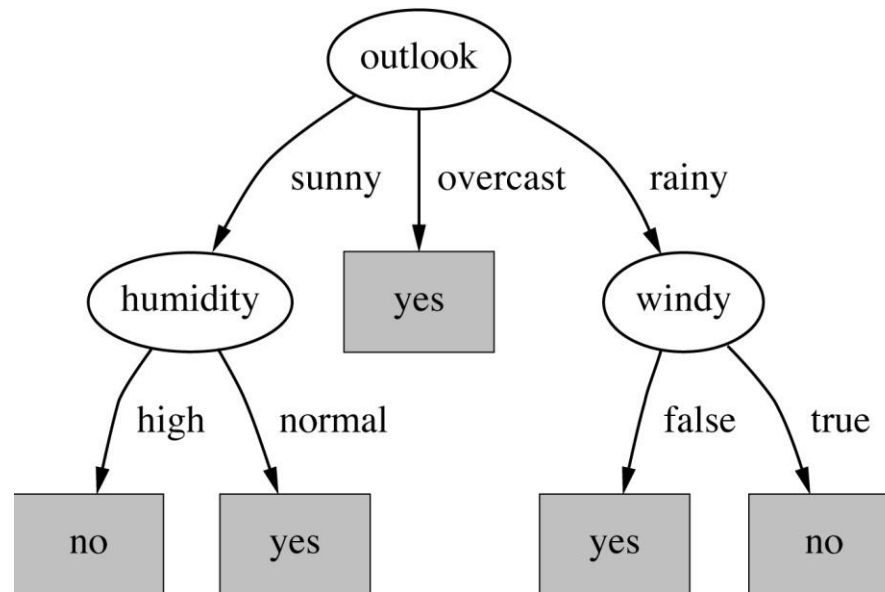 outlook
sunny overcast rainy
humidity yes windy
high normal false true
no yes yes no